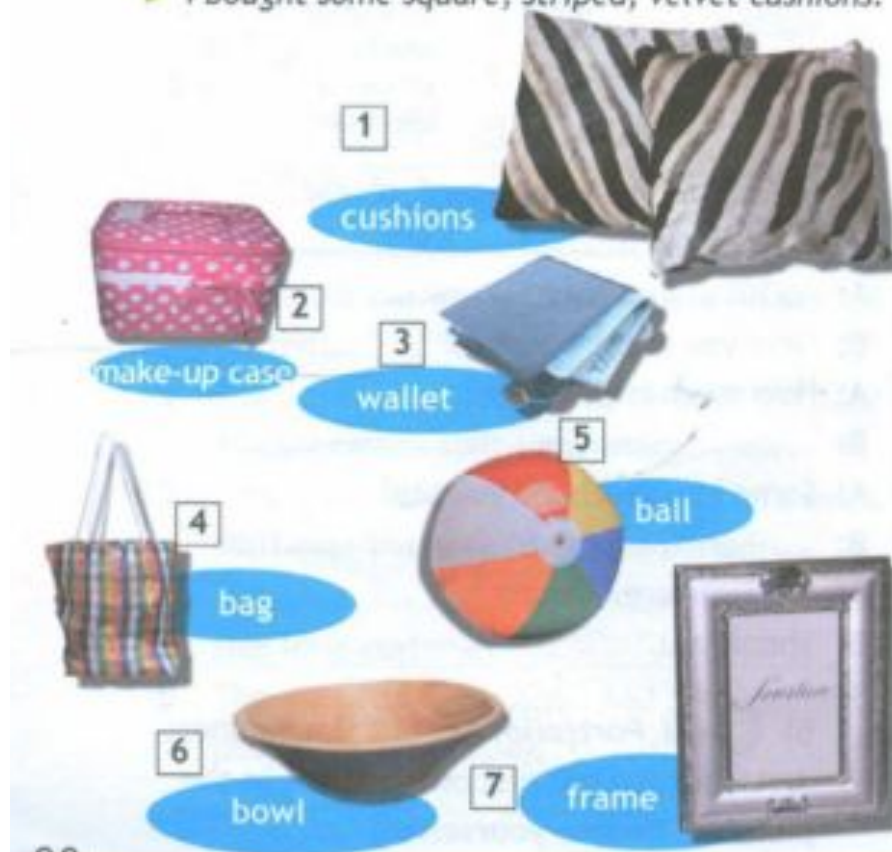 I bought some square, striped, velvet cushions.
1
cushions
2
make-up case
3
wallet
4
bag
5
ball
6
bowl
7
frame